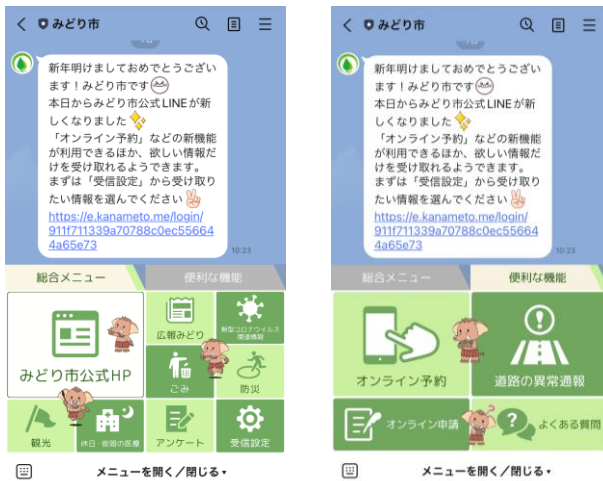 みどり市
新年明けましておめでとうござい
ます！みどり市です
本日からみどり市公式LINEが新
しくなりました
「オンライン予約」などの新機能
が利用できるほか、欲しい情報だ
けを受け取れるようできます。
まずは「受信設定」から受け取り
たい情報を選んでください
https://e.kanameto.me/login/
911f711339a70788c0ec55664
4a65e73
10:23
総合メニュー
便利な機能
みどり市公式HP
広報みどり
新型コロナウイルス
関連情報
ごみ
防災
観光
休日・夜間の医療
アンケート
受信設定
メニューを開く／閉じる▾
みどり市
新年明けましておめでとうござい
ます！みどり市です
本日からみどり市公式LINEが新
しくなりました
「オンライン予約」などの新機能
が利用できるほか、欲しい情報だ
けを受け取れるようできます。
まずは「受信設定」から受け取り
たい情報を選んでください
https://e.kanameto.me/login/
911f711339a70788c0ec55664
4a65e73
10:23
総合メニュー
便利な機能
オンライン予約
道路の異常通報
オンライン申請
よくある質問
メニューを開く／閉じる▾